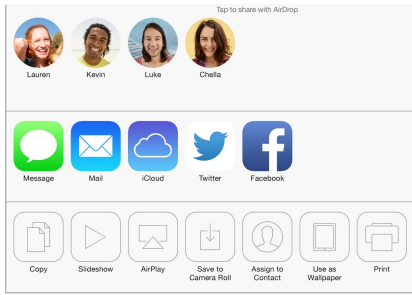 Tap to share with AirDrop
Lauren Kevin Luke Chella
Message Mail iCloud Twitter Facebook
Copy Slideshow AirPlay Save to Camera Roll Assign to Contact Use as Wallpaper Print